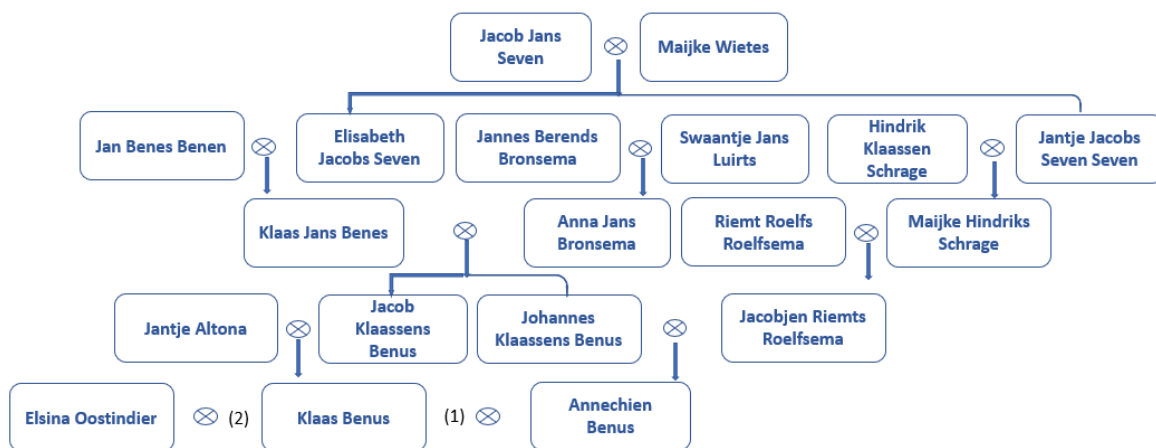 Jacob Jans
Seven
Maijke Wietes
Jan Benes Benen
Elisabeth
Jacobs Seven
Jannes Berends
Bronsema
Swaantje Jans
Luirts
Hindrik
Klaassen
Schrage
Jantje Jacobs
Seven Seven
Klaas Jans Benes
Anna Jans
Bronsema
Riemt Roelfs
Roelfsema
Maijke Hindriks
Schrage
Jantje Altona
Jacob
Klaassens
Benus
Johannes
Klaassens Benus
Jacobjen Riemts
Roelfsema
Elsina Oostindier
(2)
Klaas Benus
(1)
Annechien
Benus